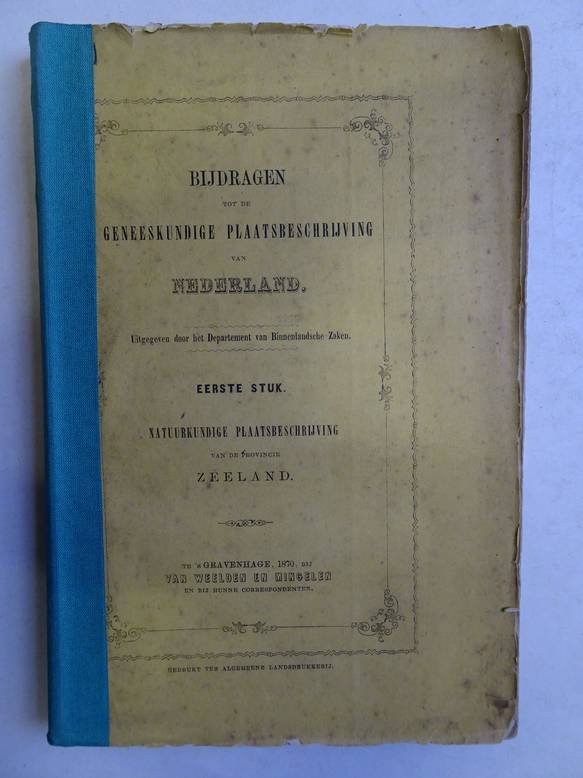 BIJDRAGEN
TOT DE
GENEESKUNDIGE PLAATSBESCHRIJVING
VAN
NEDERLAND.
Uitgegeven door het Departement van Binnenlandsche Zaken.
EERSTE STUK.
NATUURKUNDIGE PLAATSBESCHRIJVING
VAN DE PROVINCIE
ZEELAND.
TE 'S GRAVENHAGE, 1870, BIJ
VAN WEELDEN EN MINGELEN
EN BIJ HUNNE CORRESPONDENTEN.
GEDRUKT TER ALGEMEENE LANDSDRUKKERIJ.